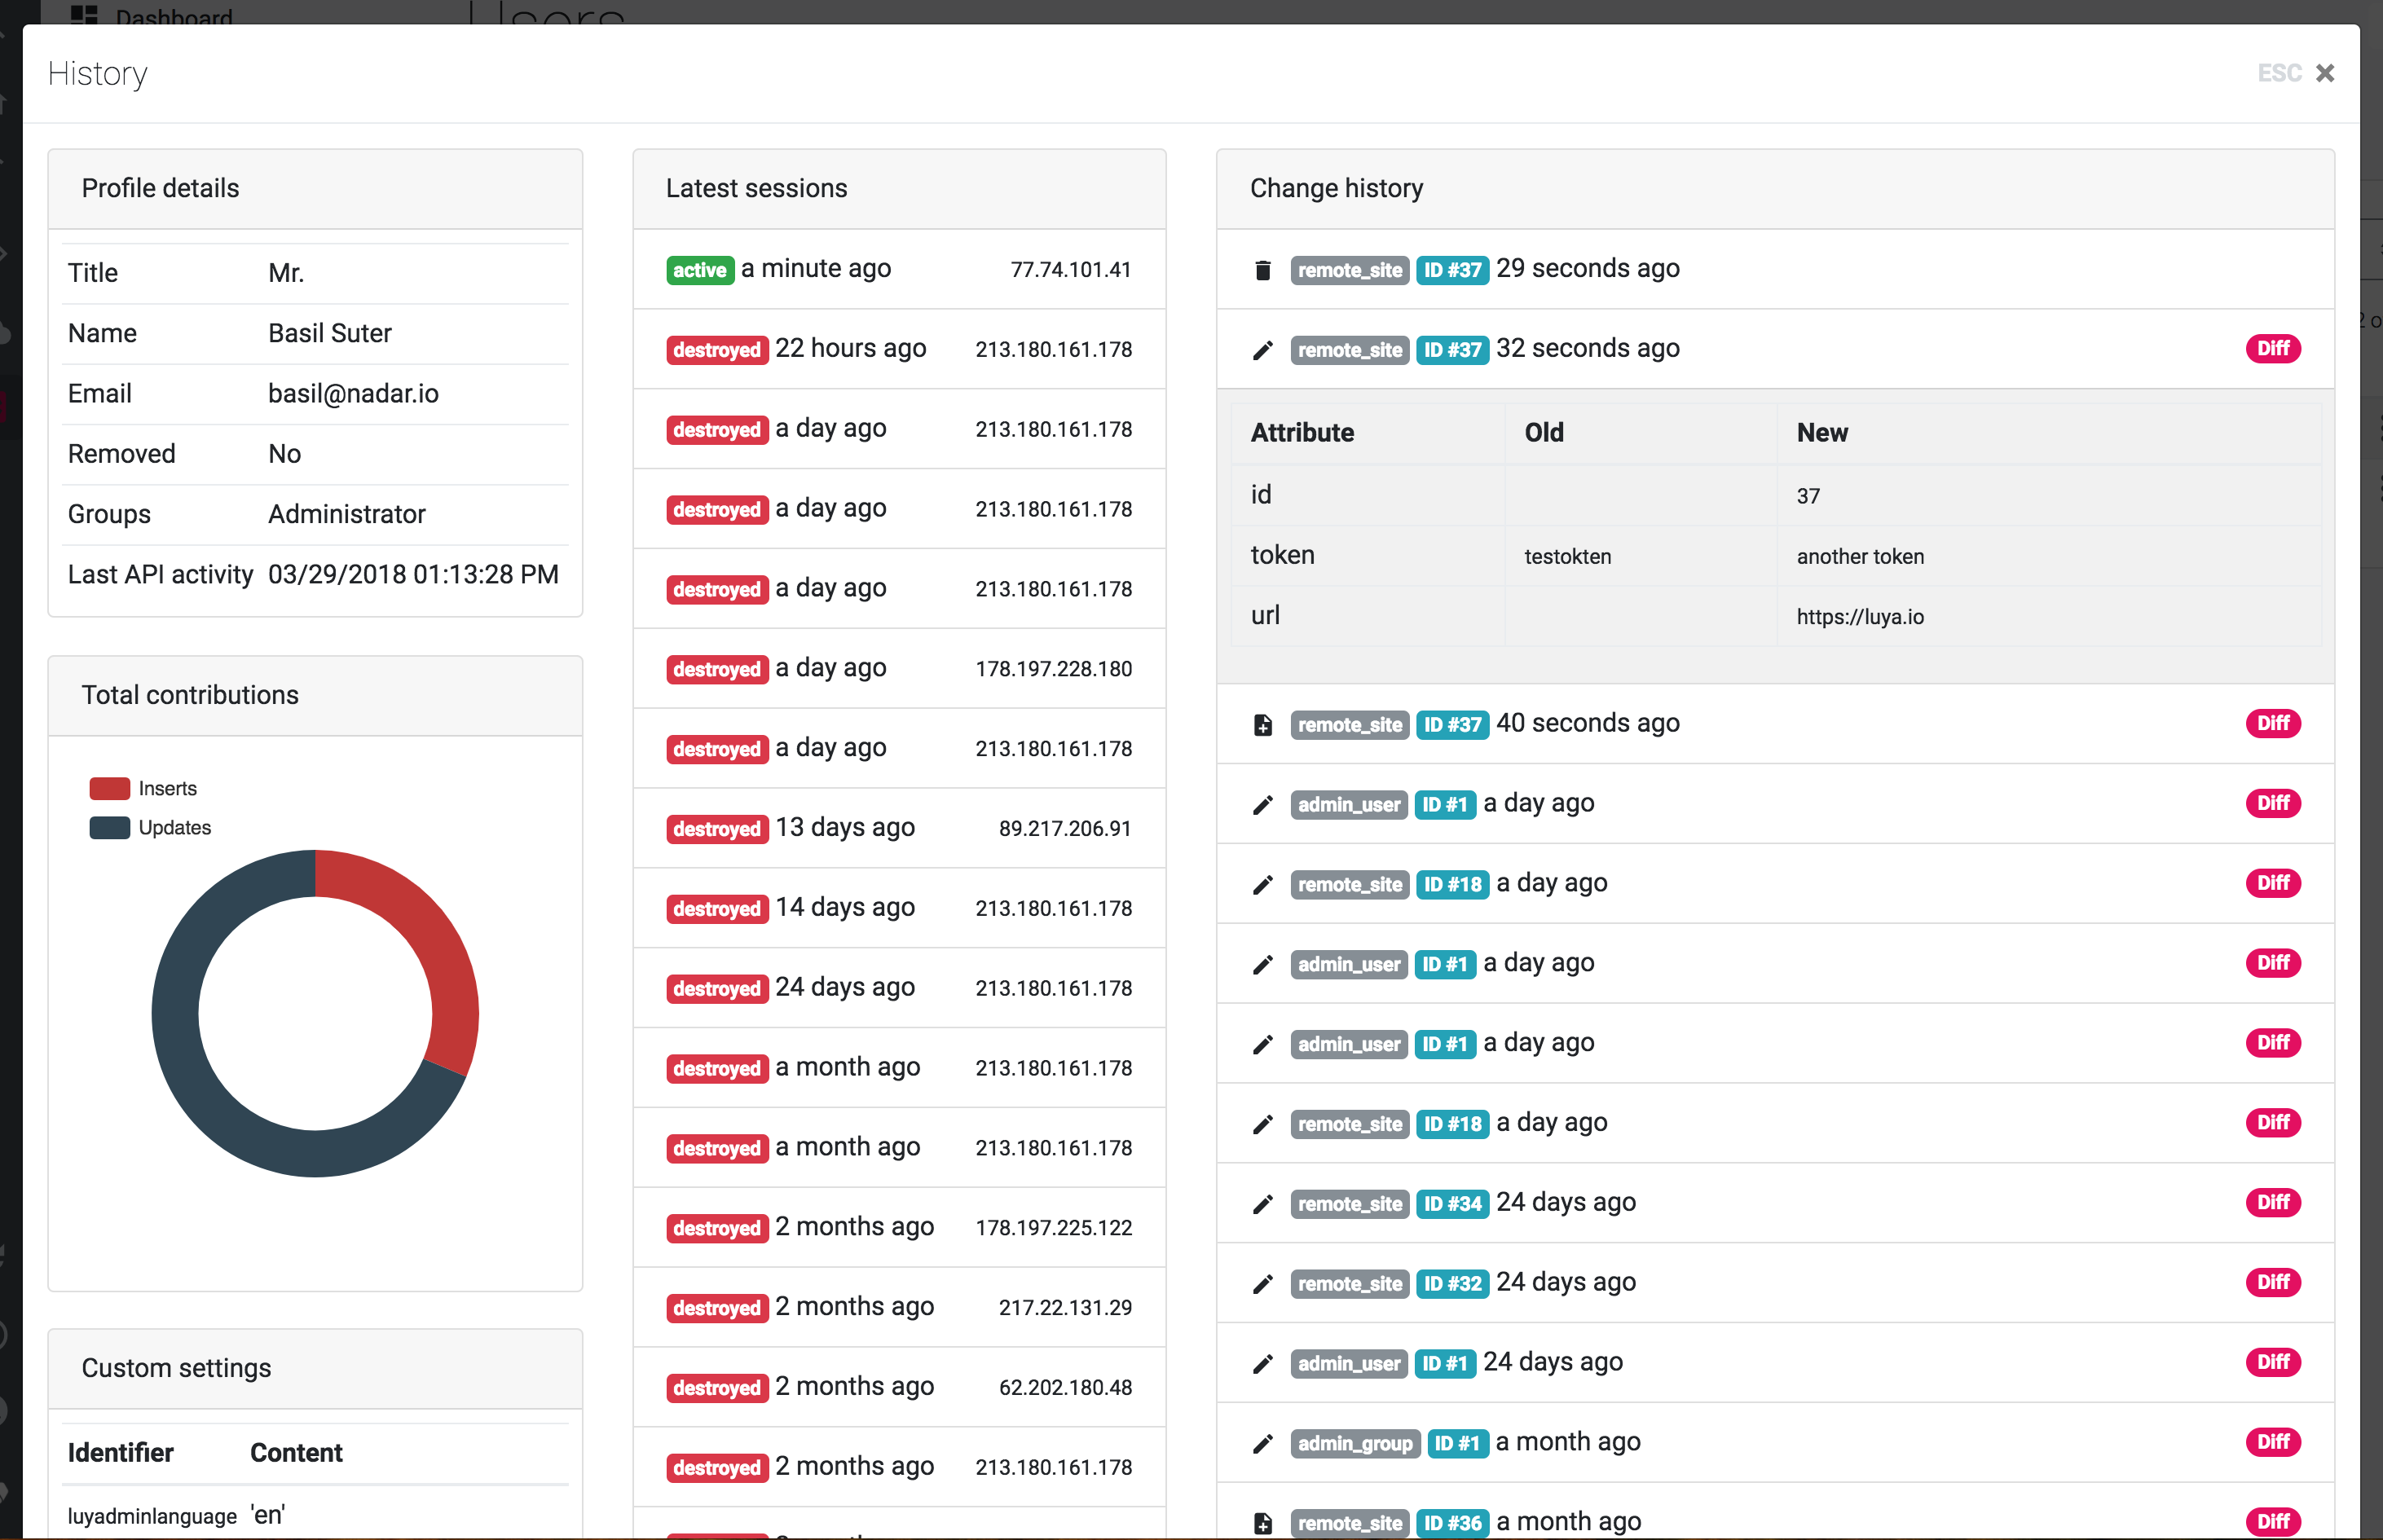 Dashboard
Users
History
ESC
Profile details
Title Mr.
Name Basil Suter
Email basil@nadar.io
Removed No
Groups Administrator
Last API activity 03/29/2018 01:13:28 PM
Total contributions
Inserts
Updates
Custom settings
Identifier Content
luyadminlanguage 'en'
Latest sessions
active a minute ago 77.74.101.41
destroyed 22 hours ago 213.180.161.178
destroyed a day ago 213.180.161.178
destroyed a day ago 213.180.161.178
destroyed a day ago 213.180.161.178
destroyed a day ago 178.197.228.180
destroyed a day ago 213.180.161.178
destroyed 13 days ago 89.217.206.91
destroyed 14 days ago 213.180.161.178
destroyed 24 days ago 213.180.161.178
destroyed a month ago 213.180.161.178
destroyed a month ago 213.180.161.178
destroyed 2 months ago 178.197.225.122
destroyed 2 months ago 217.22.131.29
destroyed 2 months ago 62.202.180.48
destroyed 2 months ago 213.180.161.178
Change history
remote_site ID #37 29 seconds ago
remote_site ID #37 32 seconds ago Diff
Attribute Old New
id 37
token testokten another token
url https://luya.io
remote_site ID #37 40 seconds ago Diff
admin_user ID #1 a day ago Diff
remote_site ID #18 a day ago Diff
admin_user ID #1 a day ago Diff
admin_user ID #1 a day ago Diff
remote_site ID #18 a day ago Diff
remote_site ID #34 24 days ago Diff
remote_site ID #32 24 days ago Diff
admin_user ID #1 24 days ago Diff
admin_group ID #1 a month ago Diff
remote_site ID #36 a month ago Diff